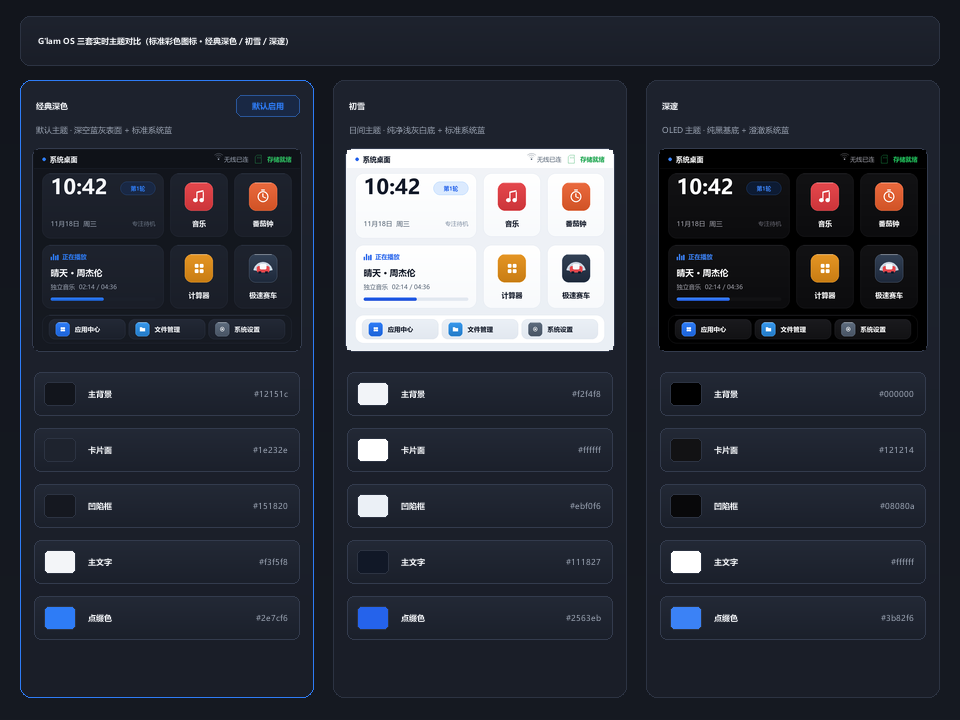 G'lam OS 三套实时主题对比（标准彩色图标·经典深色 / 初雪 / 深邃）
经典深色
默认启用
默认主题 · 深空蓝灰表面 + 标准系统蓝
系统桌面
无线已连
存储就绪
10:42
第1轮
11月18日 周三
专注待机
音乐
番茄钟
正在播放
晴天 • 周杰伦
独立音乐 02:14 / 04:36
计算器
极速赛车
应用中心
文件管理
系统设置
主背景
#12151c
卡片面
#1e232e
凹陷框
#151820
主文字
#f3f5f8
点缀色
#2e7cf6
初雪
日间主题 · 纯净浅灰白底 + 标准系统蓝
系统桌面
无线已连
存储就绪
10:42
第1轮
11月18日 周三
专注待机
音乐
番茄钟
正在播放
晴天 • 周杰伦
独立音乐 02:14 / 04:36
计算器
极速赛车
应用中心
文件管理
系统设置
主背景
#f2f4f8
卡片面
#ffffff
凹陷框
#ebf0f6
主文字
#111827
点缀色
#2563eb
深邃
OLED 主题 · 纯黑基底 + 澄澈系统蓝
系统桌面
无线已连
存储就绪
10:42
第1轮
11月18日 周三
专注待机
音乐
番茄钟
正在播放
晴天 • 周杰伦
独立音乐 02:14 / 04:36
计算器
极速赛车
应用中心
文件管理
系统设置
主背景
#000000
卡片面
#121214
凹陷框
#08080a
主文字
#ffffff
点缀色
#3b82f6